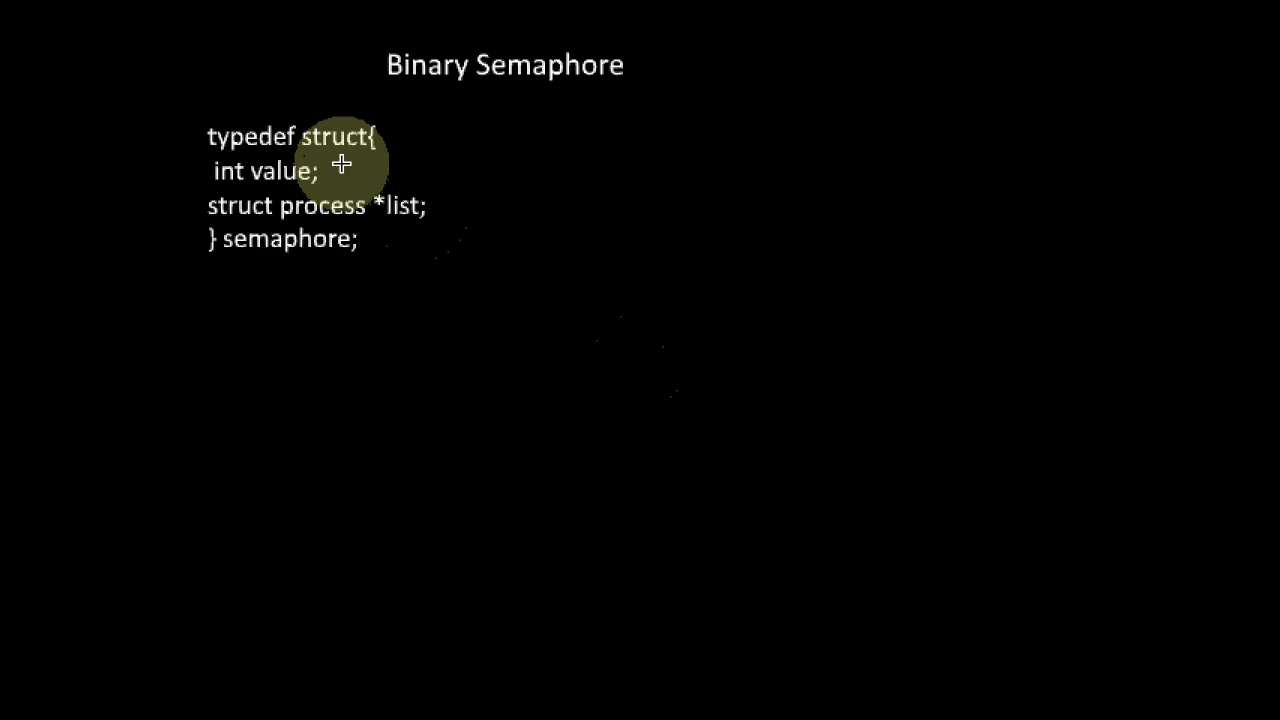 Binary Semaphore
typedef struct{
int value;
struct process *list;
} semaphore;